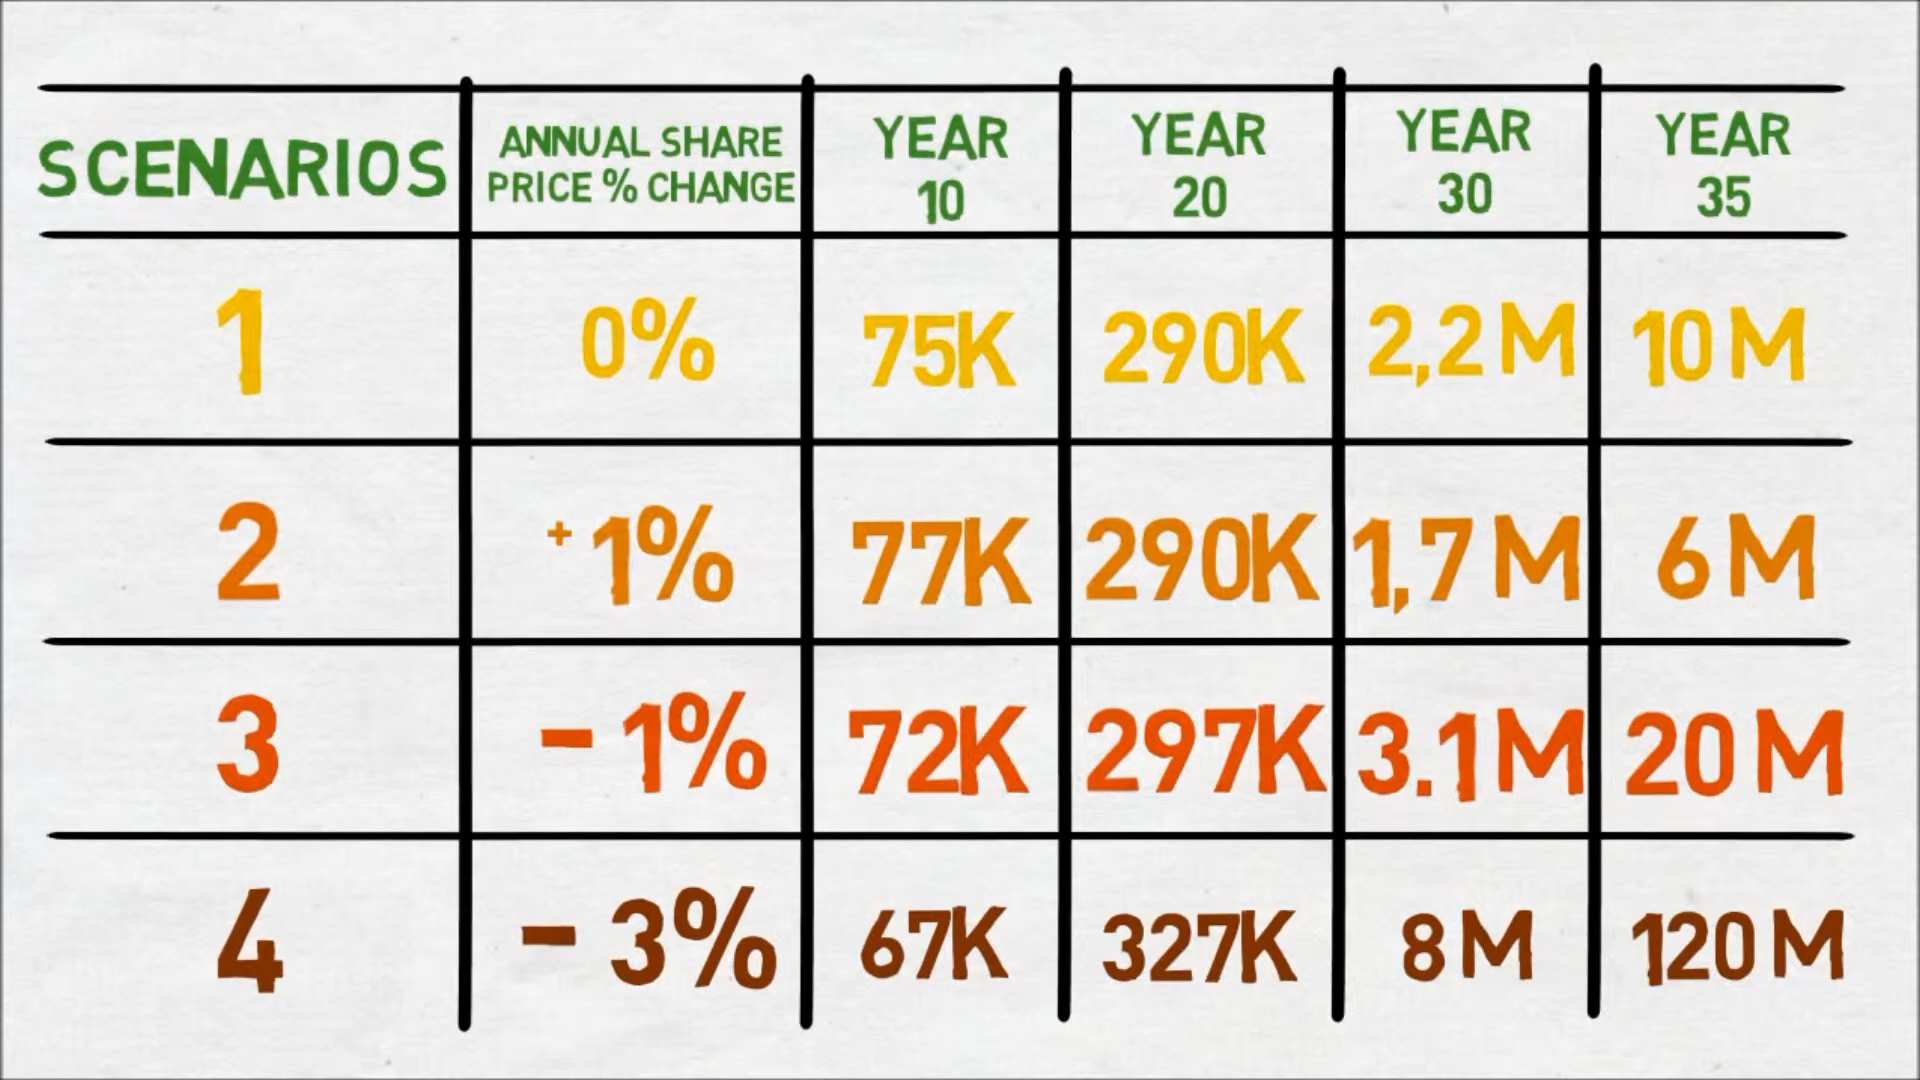 SCENARIOS
ANNUAL SHARE
PRICE % CHANGE
YEAR
10
YEAR
20
YEAR
30
YEAR
35
1
0%
75K
290K
2,2 M
10 M
2
+ 1%
77K
290K
1,7 M
6 M
3
- 1%
72K
297K
3.1 M
20 M
4
- 3%
67K
327K
8 M
120 M